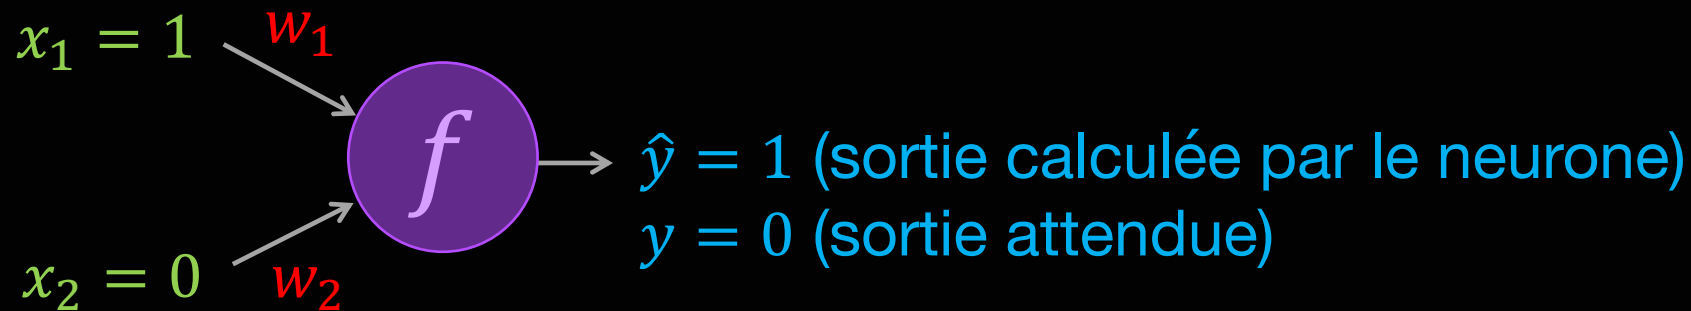 x₁ = 1
w₁
f
ŷ = 1 (sortie calculée par le neurone)
y = 0 (sortie attendue)
x₂ = 0
w₂